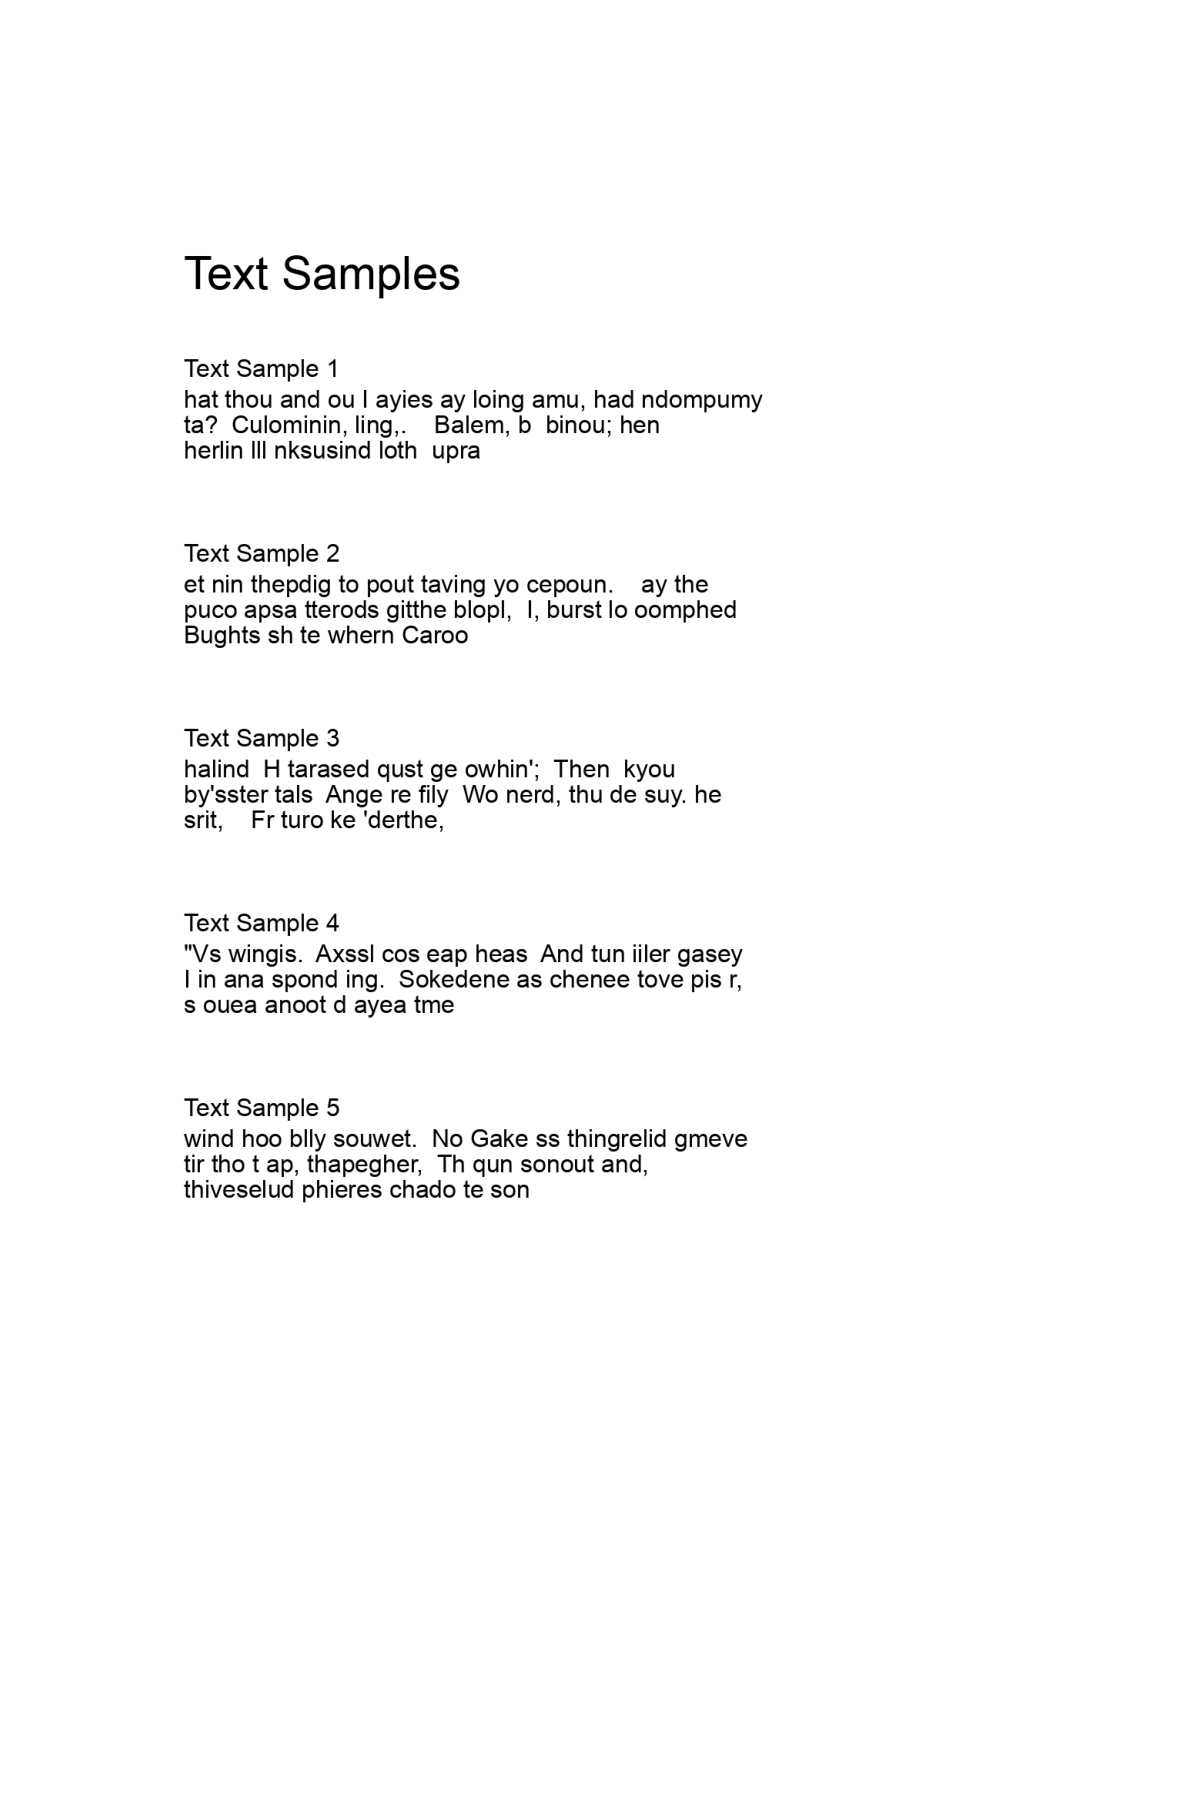 Text Samples
Text Sample 1
hat thou and ou I ayies ay loing amu, had ndompumy
ta?  Culominin, ling,.    Balem, b  binou; hen
herlin lll nksusind loth  upra
Text Sample 2
et nin thepdig to pout taving yo cepoun.    ay the
puco apsa tterods gitthe blopl,  I, burst lo oomphed
Bughts sh te whern Caroo
Text Sample 3
halind  H tarased qust ge owhin';  Then  kyou
by'sster tals  Ange re fily  Wo nerd, thu de suy. he
srit,    Fr turo ke 'derthe,
Text Sample 4
"Vs wingis.  Axssl cos eap heas  And tun iiler gasey
I in ana spond ing.  Sokedene as chenee tove pis r,
s ouea anoot d ayea tme
Text Sample 5
wind hoo blly souwet.  No Gake ss thingrelid gmeve
tir tho t ap, thapegher,  Th qun sonout and,
thiveselud phieres chado te son